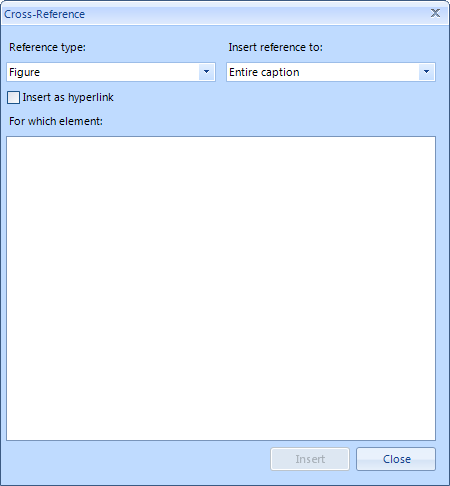 Cross-Reference
Reference type:
Insert reference to:
Figure
Entire caption
Insert as hyperlink
For which element:
Insert
Close